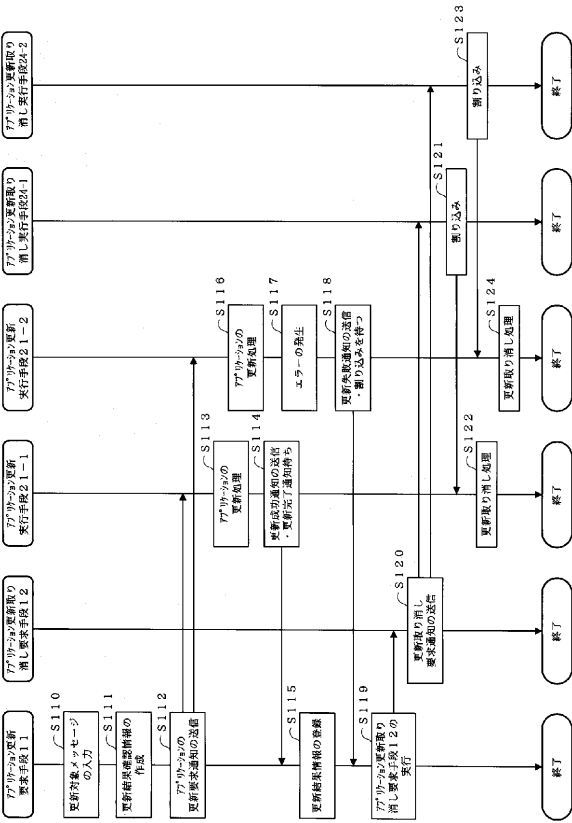 アプリケーション更新
要求手段11
アプリケーション更新取り
消し要求手段12
アプリケーション更新
実行手段21-1
アプリケーション更新
実行手段21-2
アプリケーション更新取り
消し実行手段24-1
アプリケーション更新取り
消し実行手段24-2
S110
更新対象メッセージ
の入力
S111
更新結果確認情報の
作成
S112
アプリケーションの
更新要求通知の送信
S113
アプリケーションの
更新処理
S114
更新成功通知の送信
・更新完了通知待ち
S115
更新結果情報の登録
S116
アプリケーションの
更新処理
S117
エラーの発生
S118
更新失敗通知の送信
・割り込みを待つ
S119
アプリケーション更新取り
消し要求手段12の
実行
S120
更新取り消し
要求通知の送信
S121
割り込み
S122
更新取り消し処理
S123
割り込み
S124
更新取り消し処理
終了
終了
終了
終了
終了
終了